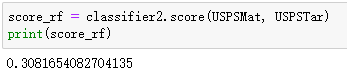 score_rf = classifier2.score(USPSMat, USPSTar)
print(score_rf)
0.3081654082704135